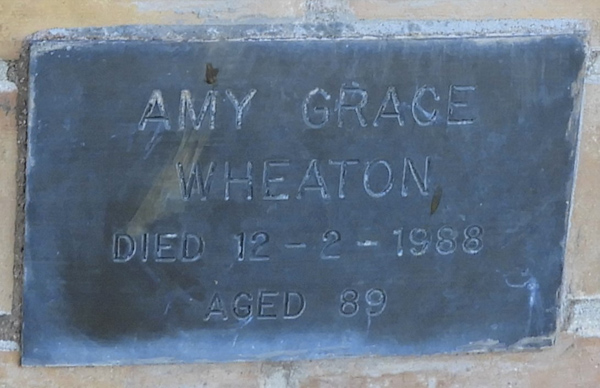 AMY GRACE
WHEATON
DIED 12-2-1988
AGED 89